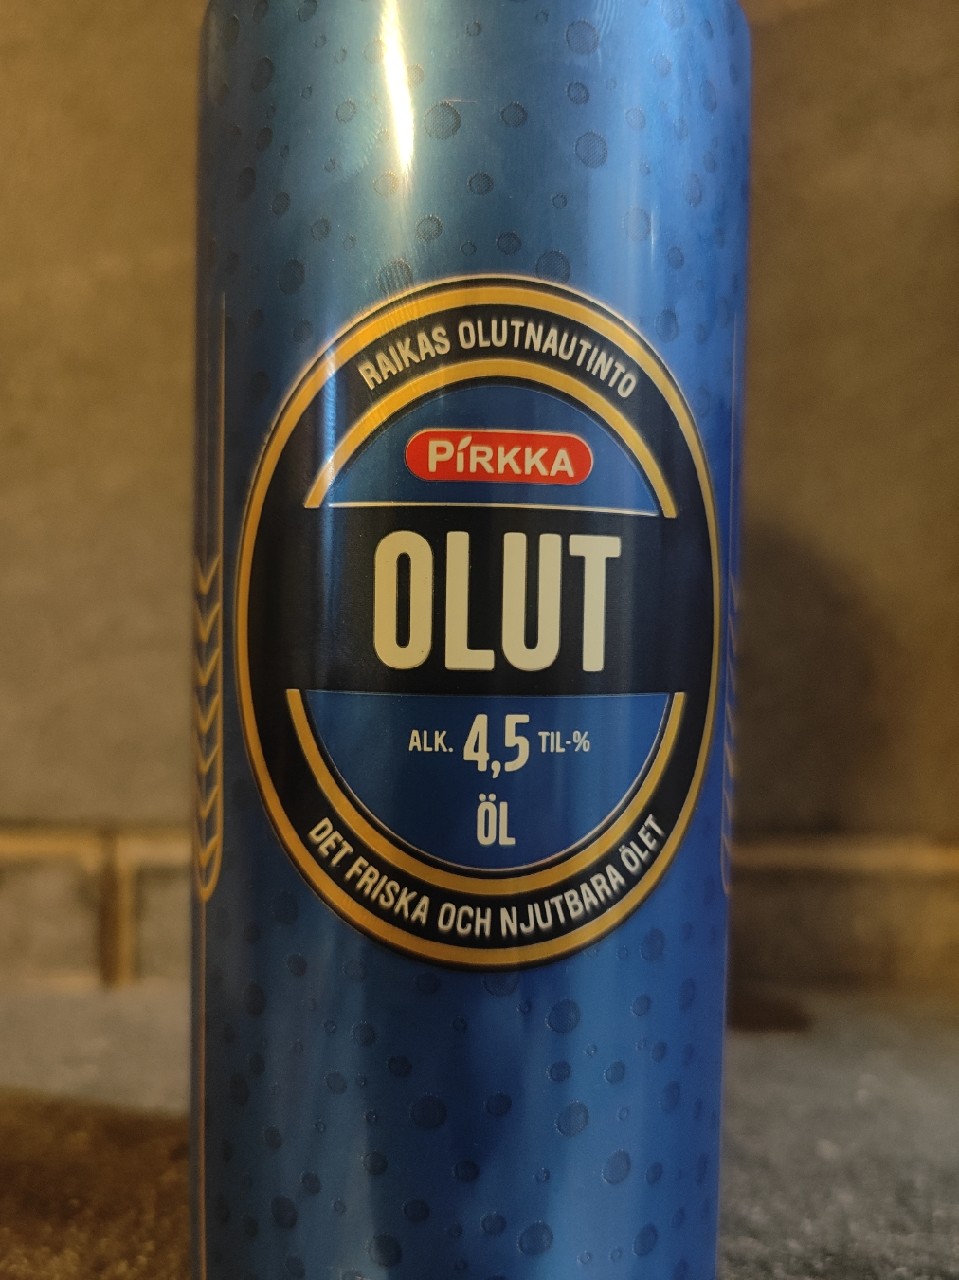 RAIKAS OLUTNAUTINTO
PIRKKA
OLUT
ALK. 4,5 TIL-%
ÖL
DET FRISKA OCH NJUTBARA ÖLET